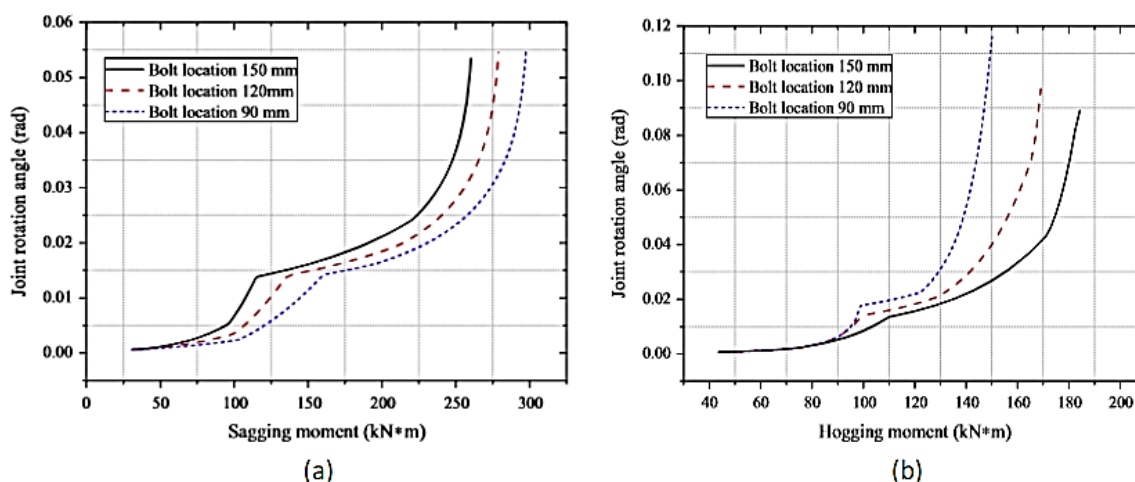 0.06
0.05
0.04
0.03
0.02
0.01
0.00
Joint rotation angle (rad)
Bolt location 150 mm
Bolt location 120mm
Bolt location 90 mm
0 50 100 150 200 250 300
Sagging moment (kN*m)
(a)
0.12
0.10
0.08
0.06
0.04
0.02
0.00
Joint rotation angle (rad)
Bolt location 150 mm
Bolt location 120 mm
Bolt location 90 mm
40 60 80 100 120 140 160 180 200
Hogging moment (kN*m)
(b)